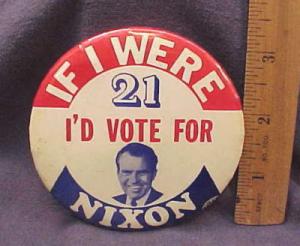 IF I WERE
21
I'D VOTE FOR
NIXON
1
2
3